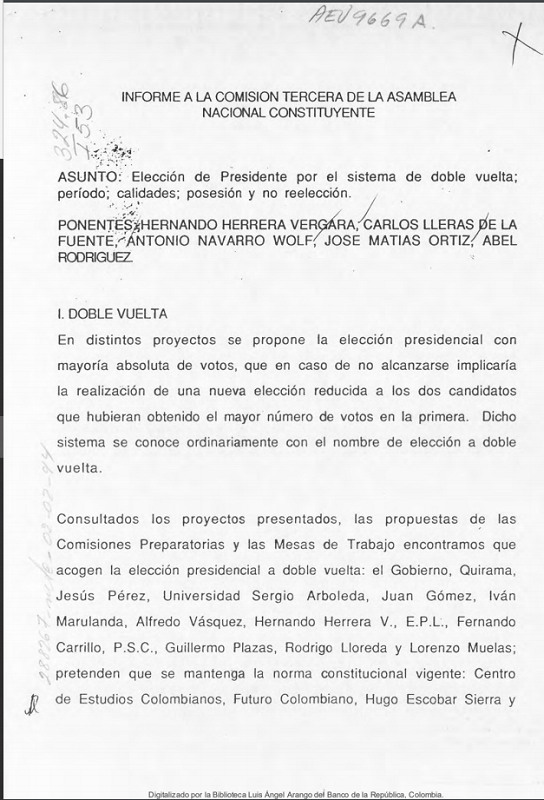 AEV9669A
324.86
I53
INFORME A LA COMISION TERCERA DE LA ASAMBLEA
NACIONAL CONSTITUYENTE
ASUNTO: Elección de Presidente por el sistema de doble vuelta;
período; calidades; posesión y no reelección.
PONENTES: HERNANDO HERRERA VERGARA, CARLOS LLERAS DE LA
FUENTE, ANTONIO NAVARRO WOLF, JOSE MATIAS ORTIZ, ABEL
RODRIGUEZ.
I. DOBLE VUELTA
En distintos proyectos se propone la elección presidencial con
mayoría absoluta de votos, que en caso de no alcanzarse implicaría
la realización de una nueva elección reducida a los dos candidatos
que hubieran obtenido el mayor número de votos en la primera. Dicho
sistema se conoce ordinariamente con el nombre de elección a doble
vuelta.
Consultados los proyectos presentados, las propuestas de las
Comisiones Preparatorias y las Mesas de Trabajo encontramos que
acogen la elección presidencial a doble vuelta: el Gobierno, Quirama,
Jesús Pérez, Universidad Sergio Arboleda, Juan Gómez, Iván
Marulanda, Alfredo Vásquez, Hernando Herrera V., E.P.L., Fernando
Carrillo, P.S.C., Guillermo Plazas, Rodrigo Lloreda y Lorenzo Muelas;
pretenden que se mantenga la norma constitucional vigente: Centro
de Estudios Colombianos, Futuro Colombiano, Hugo Escobar Sierra y
Digitalizado por la Biblioteca Luis Ángel Arango del Banco de la República, Colombia.